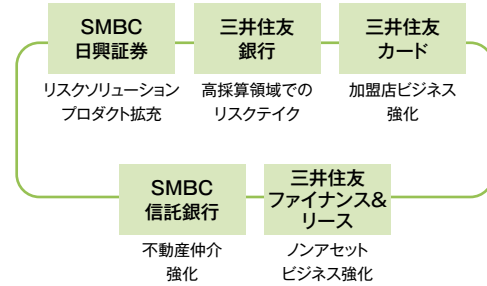 SMBC
日興証券
リスクソリューション
プロダクト拡充
三井住友
銀行
高採算領域での
リスクテイク
三井住友
カード
加盟店ビジネス
強化
SMBC
信託銀行
不動産仲介
強化
三井住友
ファイナンス&
リース
ノンアセット
ビジネス強化